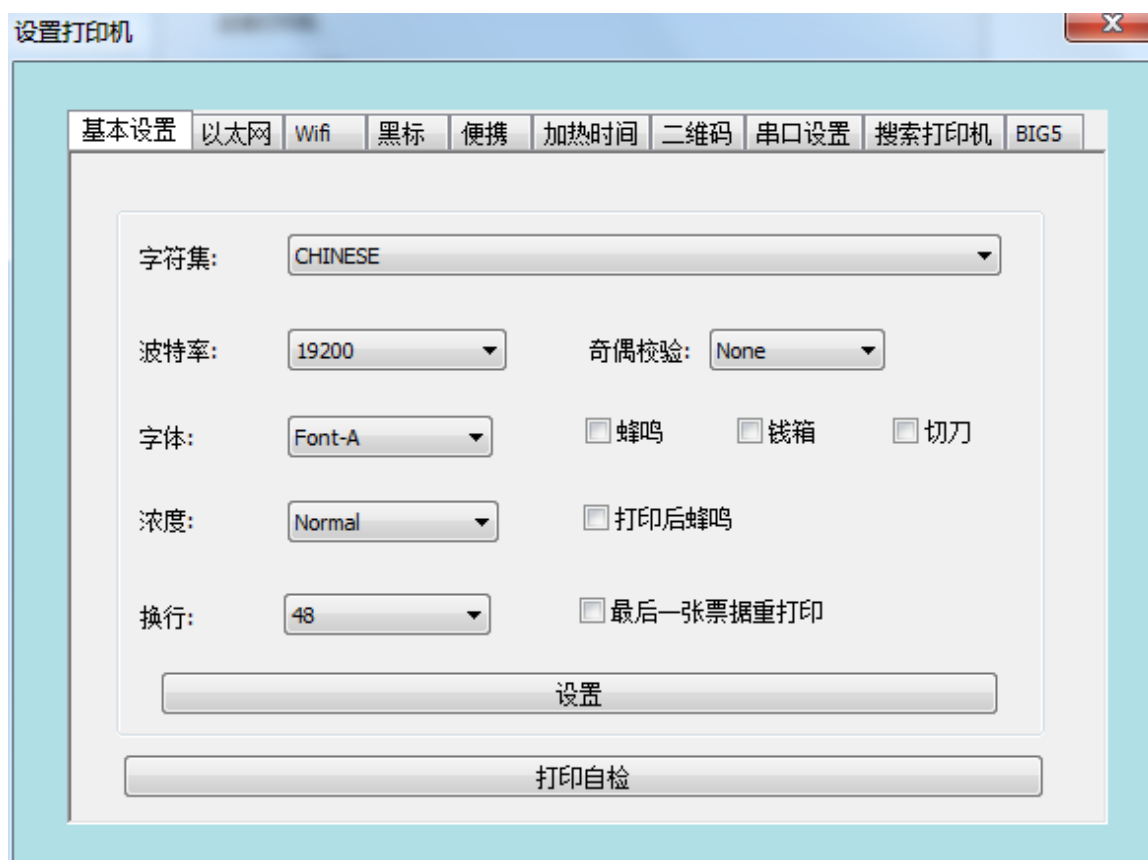 设置打印机
基本设置 以太网 Wifi 黑标 便携 加热时间 二维码 串口设置 搜索打印机 BIG5
字符集: CHINESE
波特率: 19200 奇偶校验: None
字体: Font-A 蜂鸣 钱箱 切刀
浓度: Normal 打印后蜂鸣
换行: 48 最后一张票据重打印
设置
打印自检